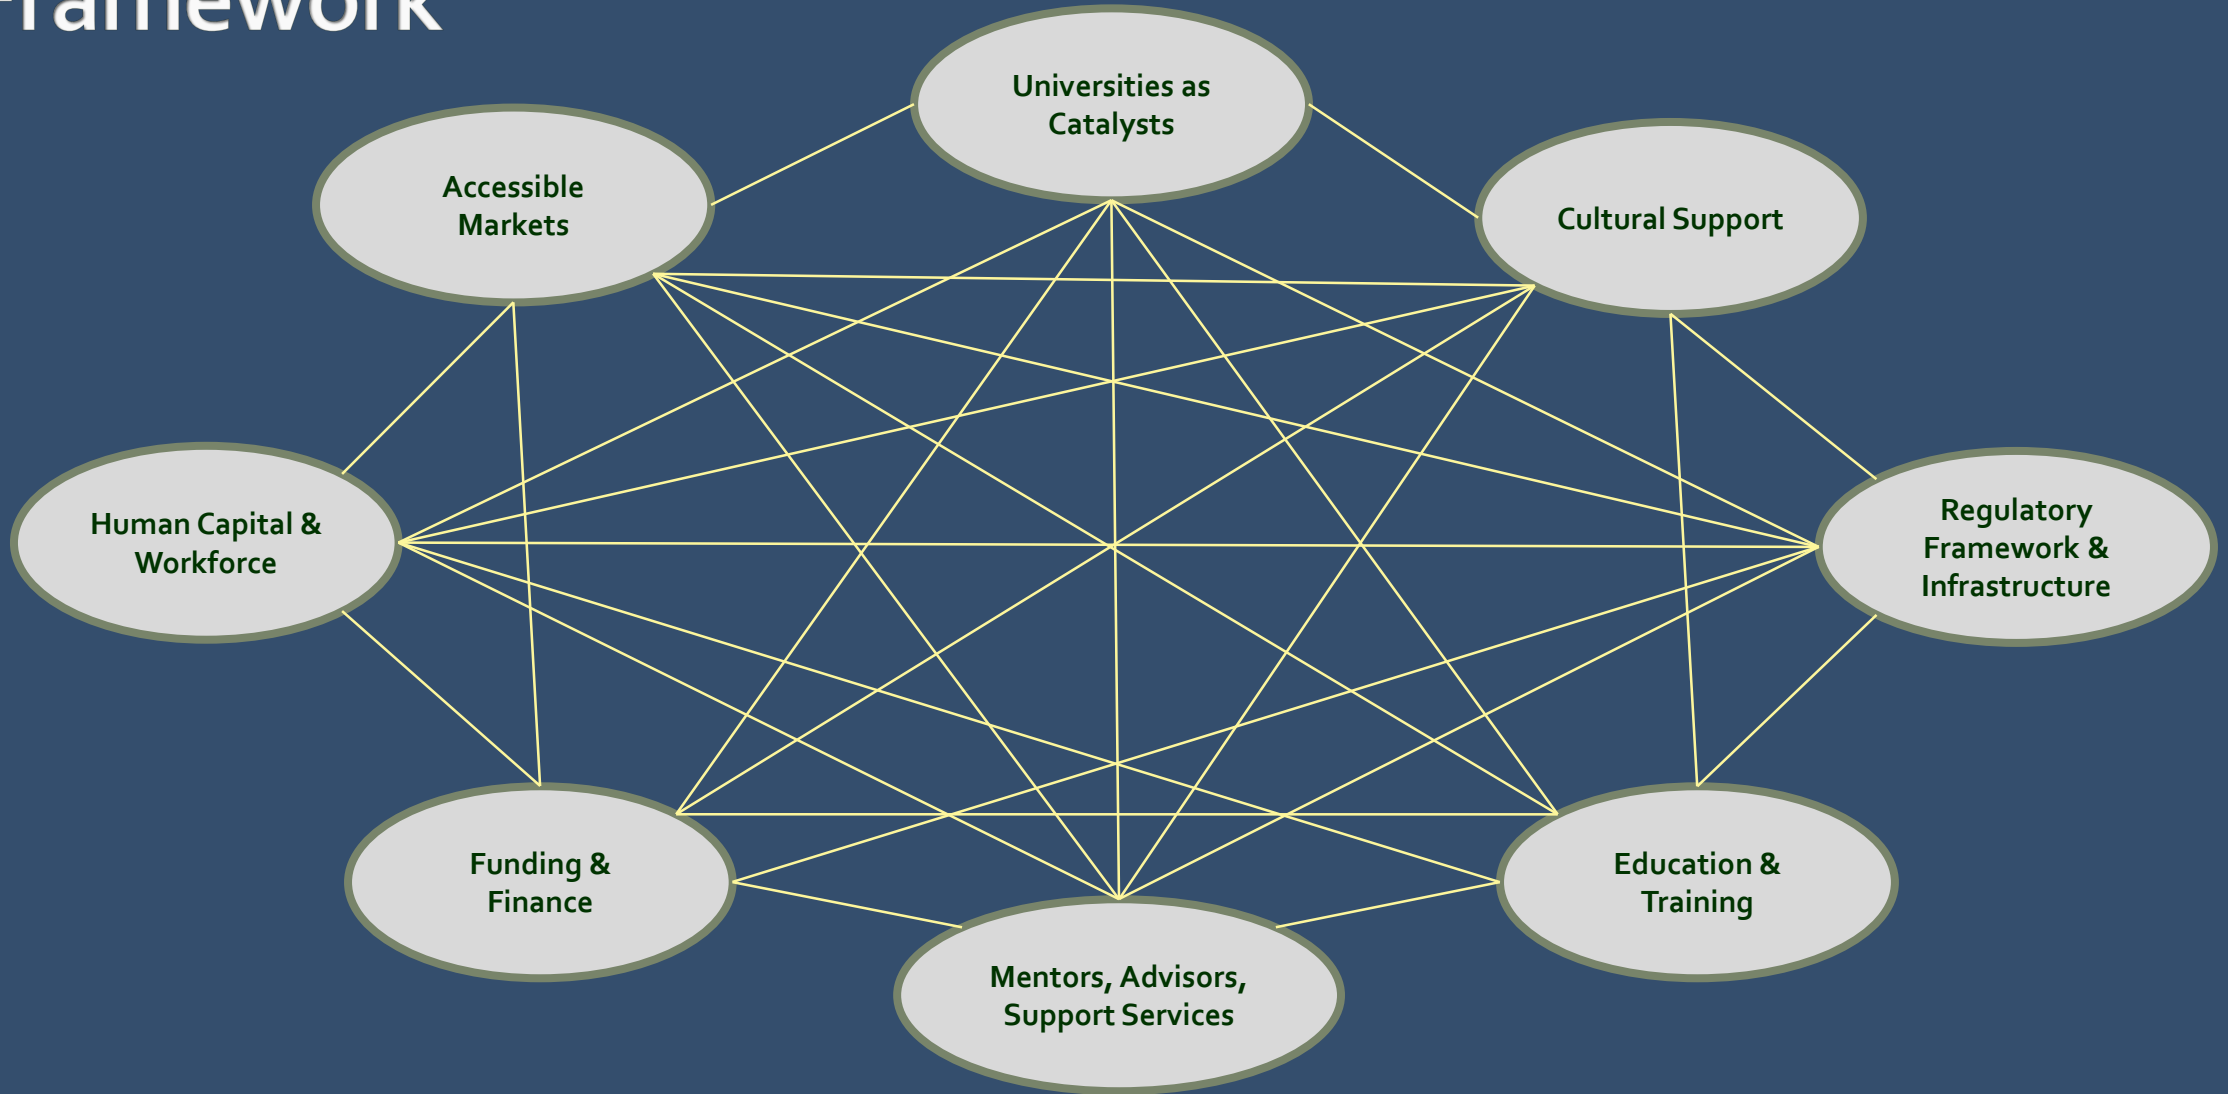 Framework
Universities as
Catalysts
Accessible
Markets
Cultural Support
Human Capital &
Workforce
Regulatory
Framework &
Infrastructure
Funding &
Finance
Education &
Training
Mentors, Advisors,
Support Services